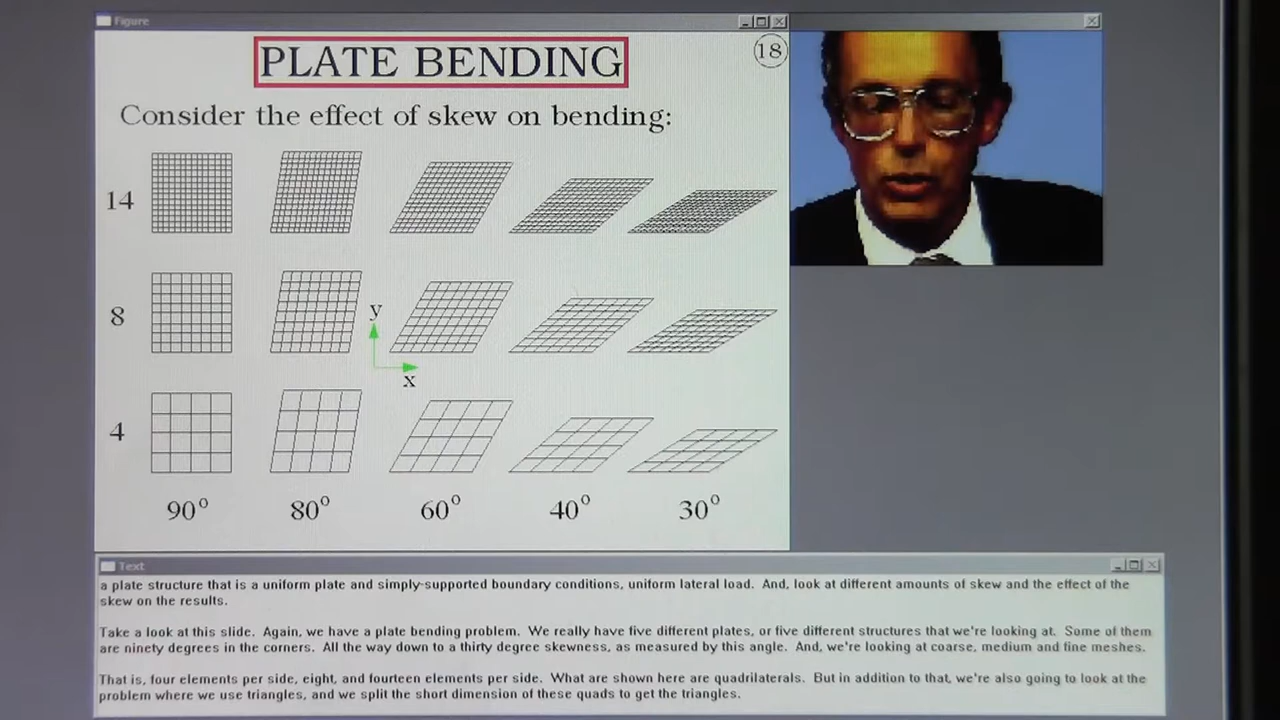 Figure
PLATE BENDING
18
Consider the effect of skew on bending:
14
8
y
x
4
90°
80°
60°
40°
30°
Text
a plate structure that is a uniform plate and simply-supported boundary conditions, uniform lateral load. And, look at different amounts of skew and the effect of the
skew on the results.
Take a look at this slide. Again, we have a plate bending problem. We really have five different plates, or five different structures that we're looking at. Some of them
are ninety degrees in the corners. All the way down to a thirty degree skewness, as measured by this angle. And, we're looking at coarse, medium and fine meshes.
That is, four elements per side, eight, and fourteen elements per side. What are shown here are quadrilaterals. But in addition to that, we're also going to look at the
problem where we use triangles, and we split the short dimension of these quads to get the triangles.